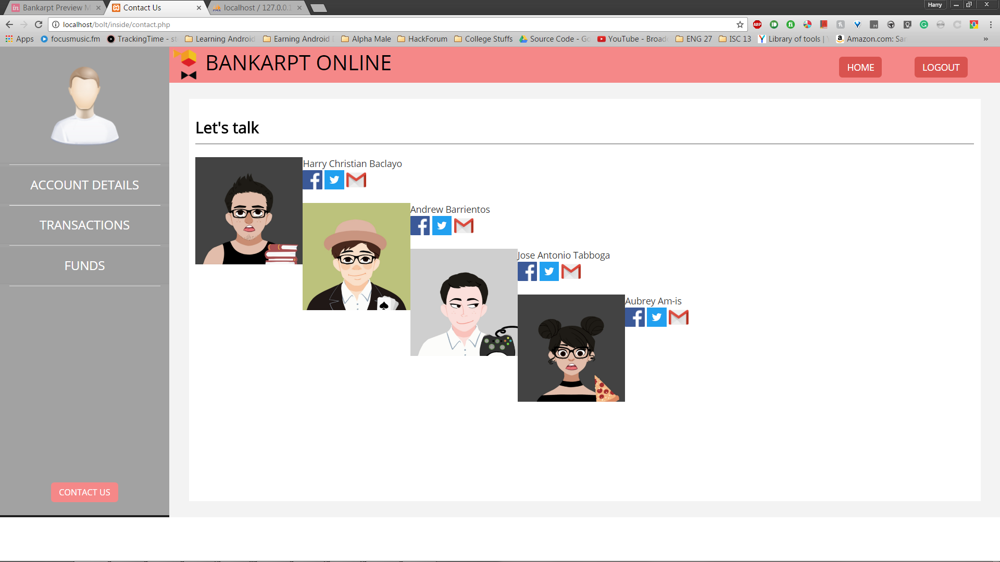 Bankarpt Preview M
Contact Us
localhost / 127.0.0.1
Harry
localhost/bolt/inside/contact.php
Apps
focusmusic.fm
TrackingTime - st
Learning Android
Earning Android
Alpha Male
HackForum
College Stuffs
Source Code - Go
YouTube - Broad
ENG 27
ISC 13
Library of tools |
Amazon.com: Sar
BANKARPT ONLINE
HOME
LOGOUT
ACCOUNT DETAILS
TRANSACTIONS
FUNDS
CONTACT US
Let's talk
Harry Christian Baclayo
Andrew Barrientos
Jose Antonio Tabboga
Aubrey Am-is